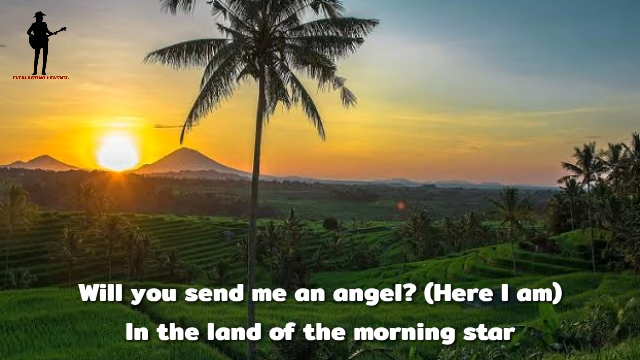 Will you send me an angel? (Here I am)
In the land of the morning star